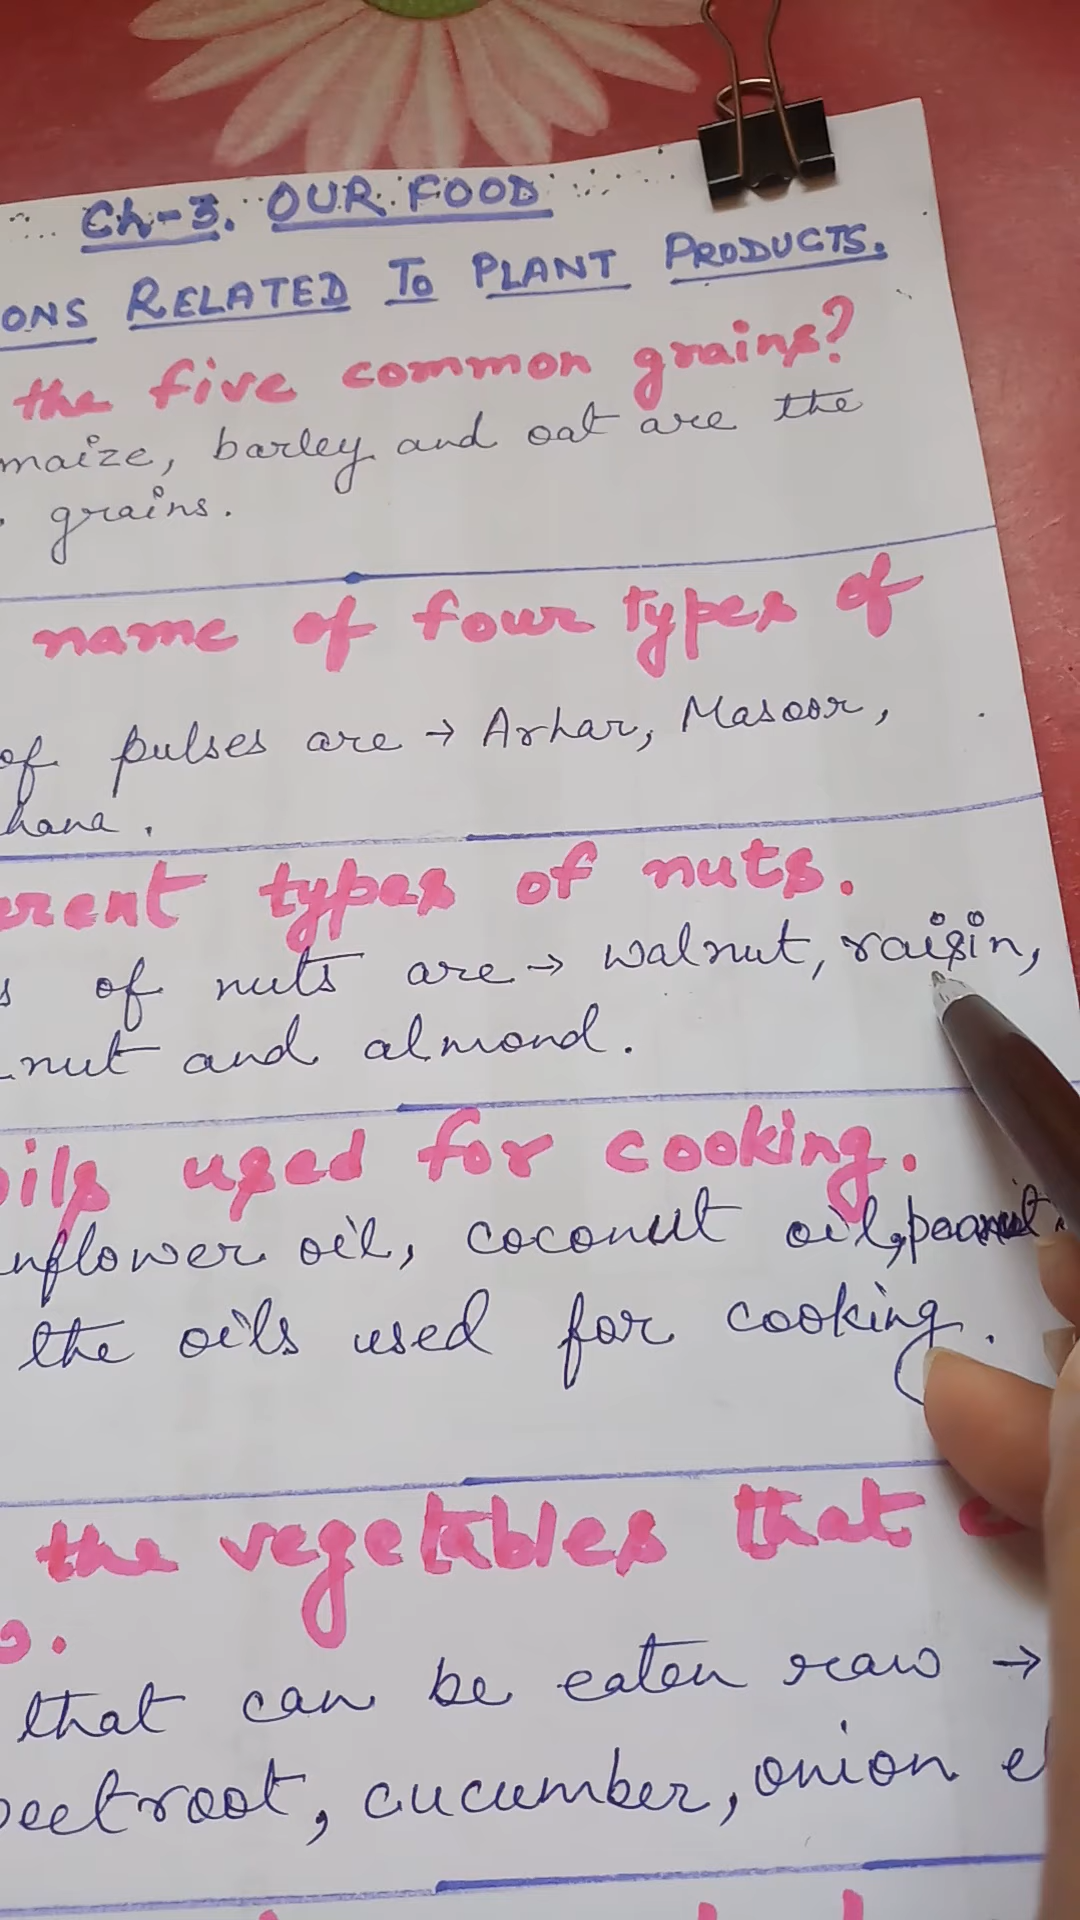 Ch-3. OUR FOOD
ONS RELATED TO PLANT PRODUCTS.
the five common grains?
maize, barley and oat are the
grains.
name of four types of
of pulses are → Arhar, Masoor,
hana.
erent types of nuts.
s of nuts are → walnut, raisin,
nut and almond.
oils used for cooking.
nflower oil, coconut oil, peanut
the oils used for cooking.
the vegetables that
that can be eaten raw →
beetroot, cucumber, onion e